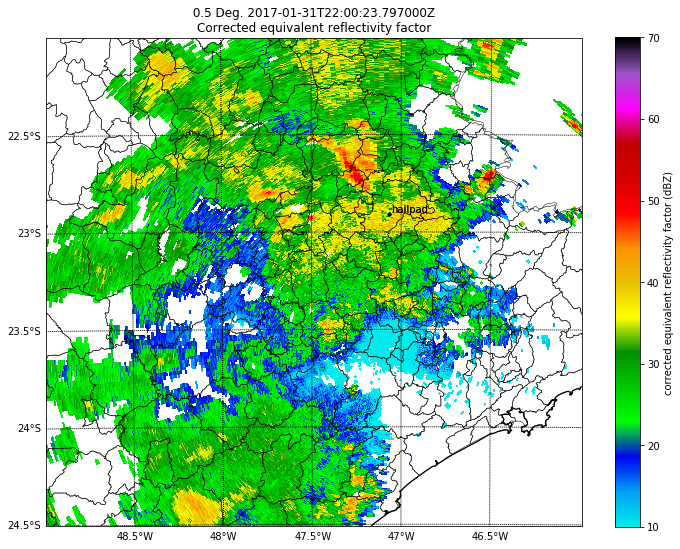 0.5 Deg. 2017-01-31T22:00:23.797000Z
Corrected equivalent reflectivity factor
22.5°S
23°S
23.5°S
24°S
24.5°S
48.5°W
48°W
47.5°W
47°W
46.5°W
hailpad
70
60
50
40
30
20
10
corrected equivalent reflectivity factor (dBZ)